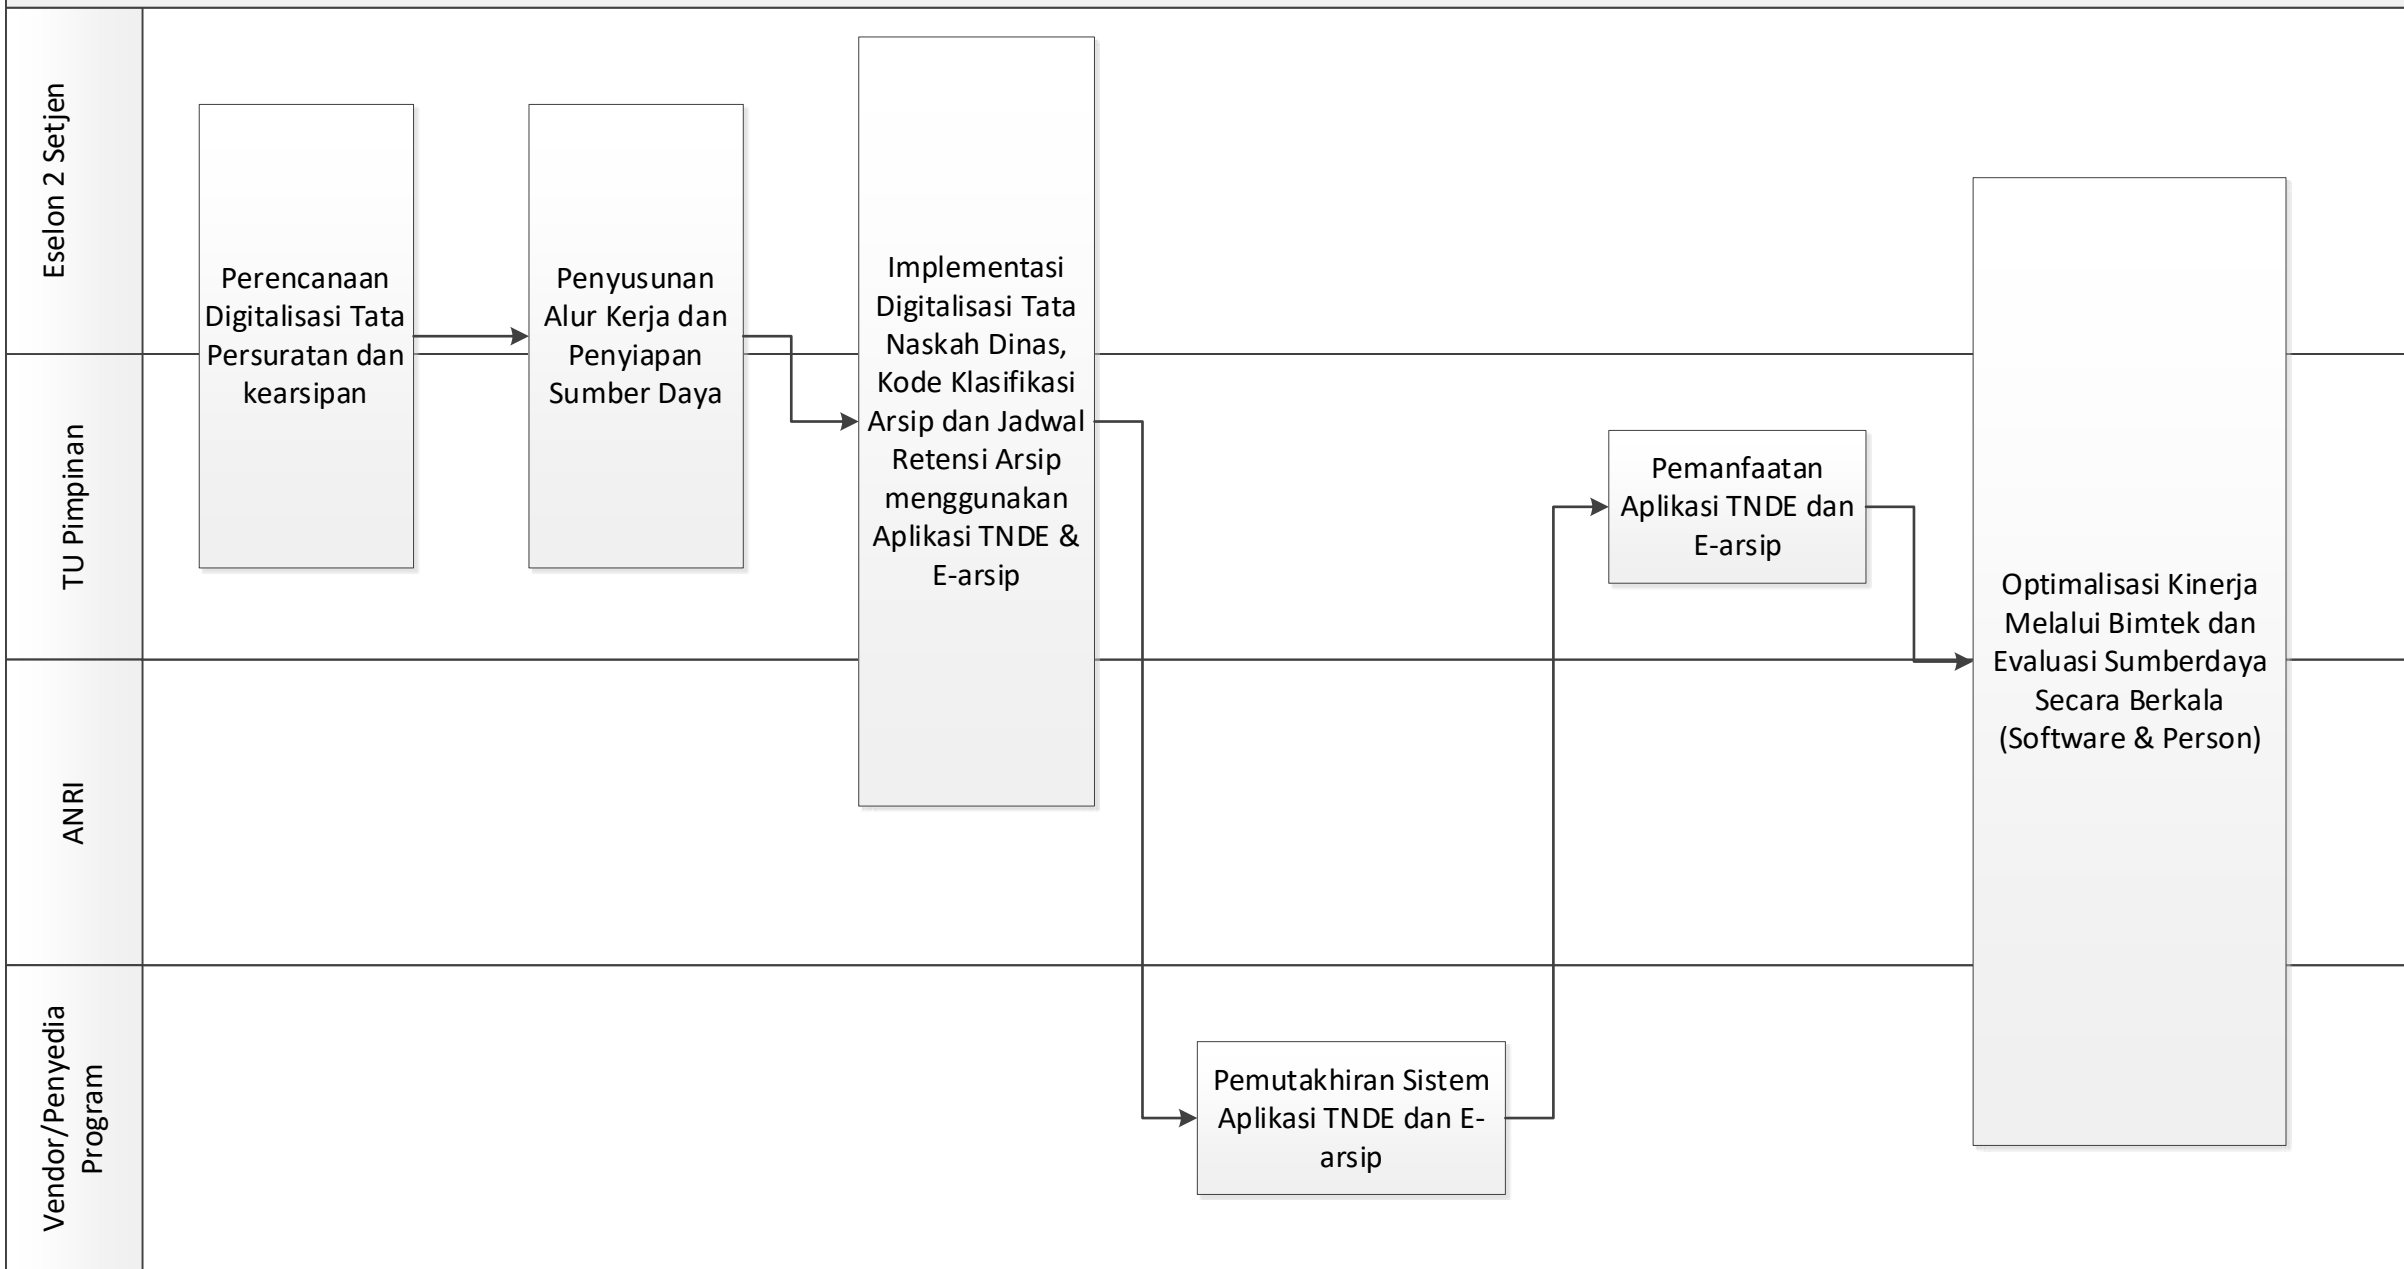 Eselon 2 Setjen
Perencanaan
Digitalisasi Tata
Persuratan dan
kearsipan
Penyusunan
Alur Kerja dan
Penyiapan
Sumber Daya
Implementasi
Digitalisasi Tata
Naskah Dinas,
Kode Klasifikasi
Arsip dan Jadwal
Retensi Arsip
menggunakan
Aplikasi TNDE &
E-arsip
TU Pimpinan
Pemanfaatan
Aplikasi TNDE dan
E-arsip
Optimalisasi Kinerja
Melalui Bimtek dan
Evaluasi Sumberdaya
Secara Berkala
(Software & Person)
ANRI
Vendor/Penyedia
Program
Pemutakhiran Sistem
Aplikasi TNDE dan E-
arsip